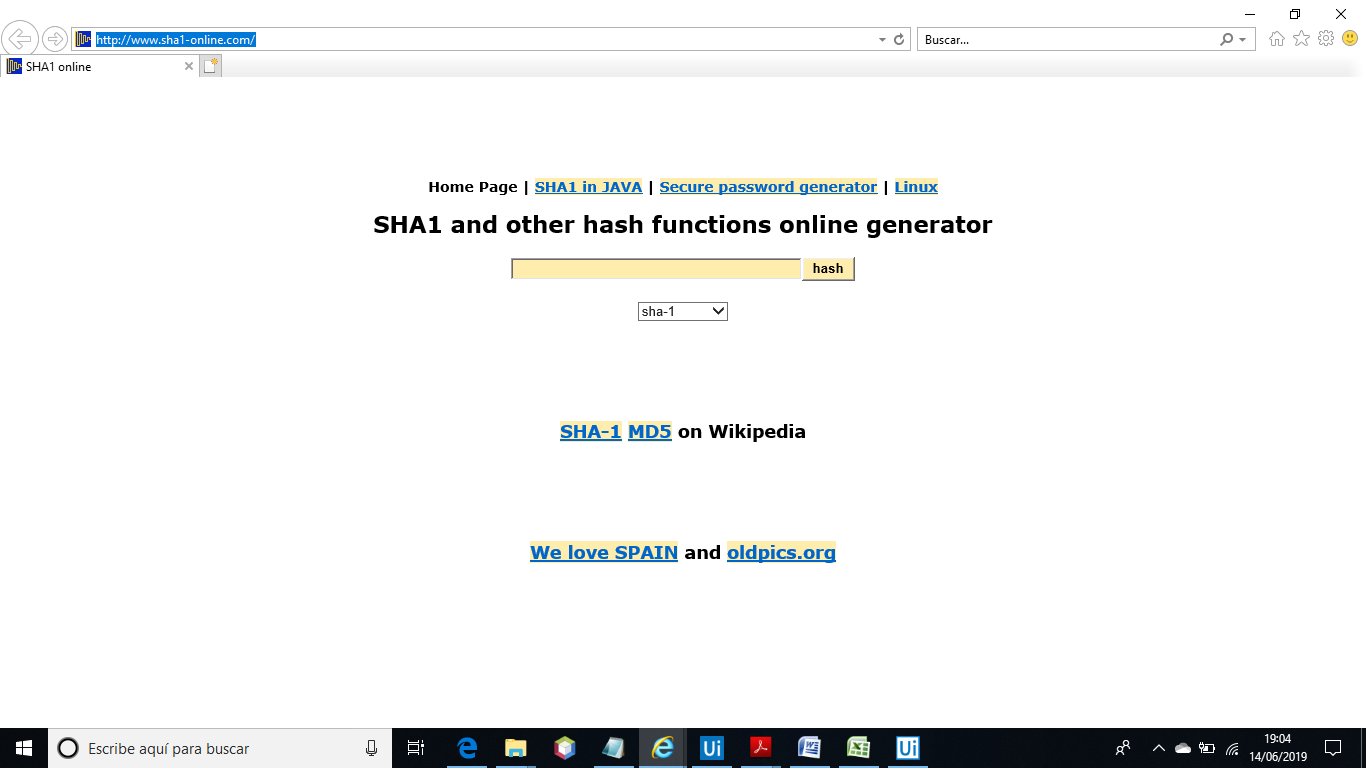 http://www.sha1-online.com/
Buscar...
SHA1 online
Home Page | SHA1 in JAVA | Secure password generator | Linux
SHA1 and other hash functions online generator
hash
sha-1
SHA-1 MD5 on Wikipedia
We love SPAIN and oldpics.org
Escribe aquí para buscar
Ui
Ui
19:04
14/06/2019